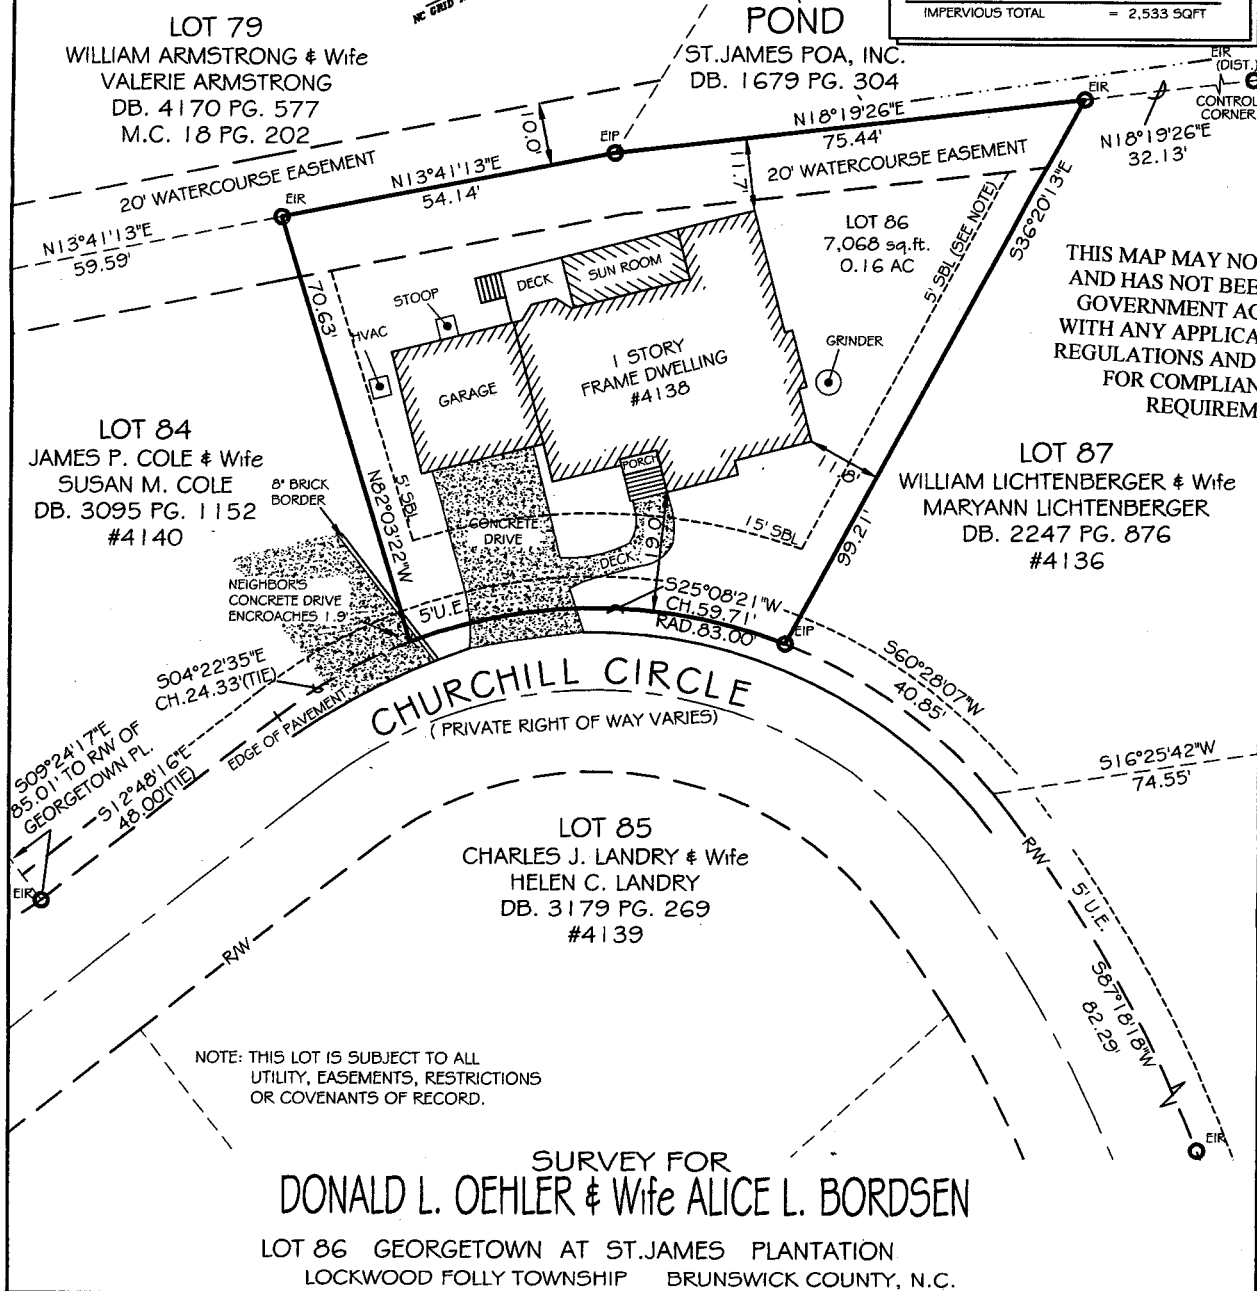 NC GRID
LOT 79
WILLIAM ARMSTRONG & Wife
VALERIE ARMSTRONG
DB. 4170 PG. 577
M.C. 18 PG. 202
POND
ST.JAMES POA, INC.
DB. 1679 PG. 304
IMPERVIOUS TOTAL = 2,533 SQFT
EIR
(DIST.)
CONTROL
CORNER
EIR
N18°19'26"E
32.13'
N18°19'26"E
75.44'
EIP
10.0'
11.7'
20' WATERCOURSE EASEMENT
20' WATERCOURSE EASEMENT
N13°41'13"E
54.14'
EIR
N13°41'13"E
59.59'
LOT 86
7,068 sq.ft.
0.16 AC
5' SBL (SEE NOTE)
S36°20'13"E
99.21'
THIS MAP MAY NO
AND HAS NOT BEE
GOVERNMENT AG
WITH ANY APPLICA
REGULATIONS AND
FOR COMPLIAN
REQUIREM
70.63'
N82°03'22"W
STOOP
HVAC
DECK
SUN ROOM
GARAGE
1 STORY
FRAME DWELLING
#4138
GRINDER
PORCH
11.6'
LOT 84
JAMES P. COLE & Wife
SUSAN M. COLE
DB. 3095 PG. 1152
#4140
8" BRICK
BORDER
5' SBL
CONCRETE
DRIVE
DECK
19.0'
15' SBL
LOT 87
WILLIAM LICHTENBERGER & Wife
MARYANN LICHTENBERGER
DB. 2247 PG. 876
#4136
NEIGHBOR'S
CONCRETE DRIVE
ENCROACHES 1.9'
5'U.E.
S25°08'21"W
CH.59.71'
RAD.83.00'
EIP
S04°22'35"E
CH.24.33'(TIE)
EDGE OF PAVEMENT
CHURCHILL CIRCLE
(PRIVATE RIGHT OF WAY VARIES)
S60°28'07"W
40.85'
S16°25'42"W
74.55'
S09°24'17"E
85.01' TO R/W OF
GEORGETOWN PL.
S12°48'16"E
48.00'(TIE)
EIR
R/W
LOT 85
CHARLES J. LANDRY & Wife
HELEN C. LANDRY
DB. 3179 PG. 269
#4139
R/W
5' U.E.
S87°18'18"W
82.29'
EIR
NOTE: THIS LOT IS SUBJECT TO ALL
UTILITY, EASEMENTS, RESTRICTIONS
OR COVENANTS OF RECORD.
SURVEY FOR
DONALD L. OEHLER & Wife ALICE L. BORDSEN
LOT 86 GEORGETOWN AT ST.JAMES PLANTATION
LOCKWOOD FOLLY TOWNSHIP BRUNSWICK COUNTY, N.C.